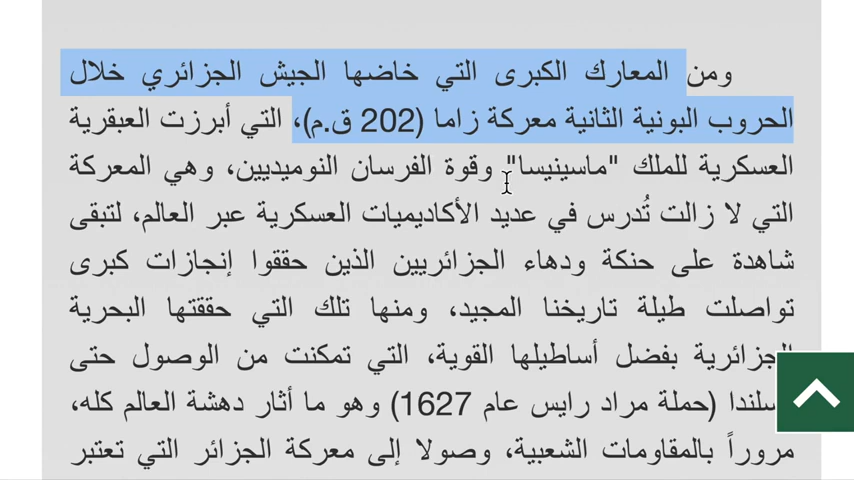 ومن المعارك الكبرى التي خاضها الجيش الجزائري خلال
الحروب البونية الثانية معركة زاما (202 ق.م)، التي أبرزت العبقرية
العسكرية للملك "ماسينيسا" وقوة الفرسان النوميديين، وهي المعركة
التي لا زالت تُدرس في عديد الأكاديميات العسكرية عبر العالم، لتبقى
شاهدة على حنكة ودهاء الجزائريين الذين حققوا إنجازات كبرى
تواصلت طيلة تاريخنا المجيد، ومنها تلك التي حققتها البحرية
الجزائرية بفضل أساطيلها القوية، التي تمكنت من الوصول حتى
إسلندا (حملة مراد رايس عام 1627) وهو ما أثار دهشة العالم كله،
مروراً بالمقاومات الشعبية، وصولا إلى معركة الجزائر التي تعتبر